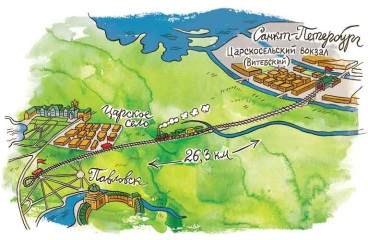 Санкт-Петербург
Царскосельский вокзал
(Витебский)
Царское
село
26,3 км
Павловск